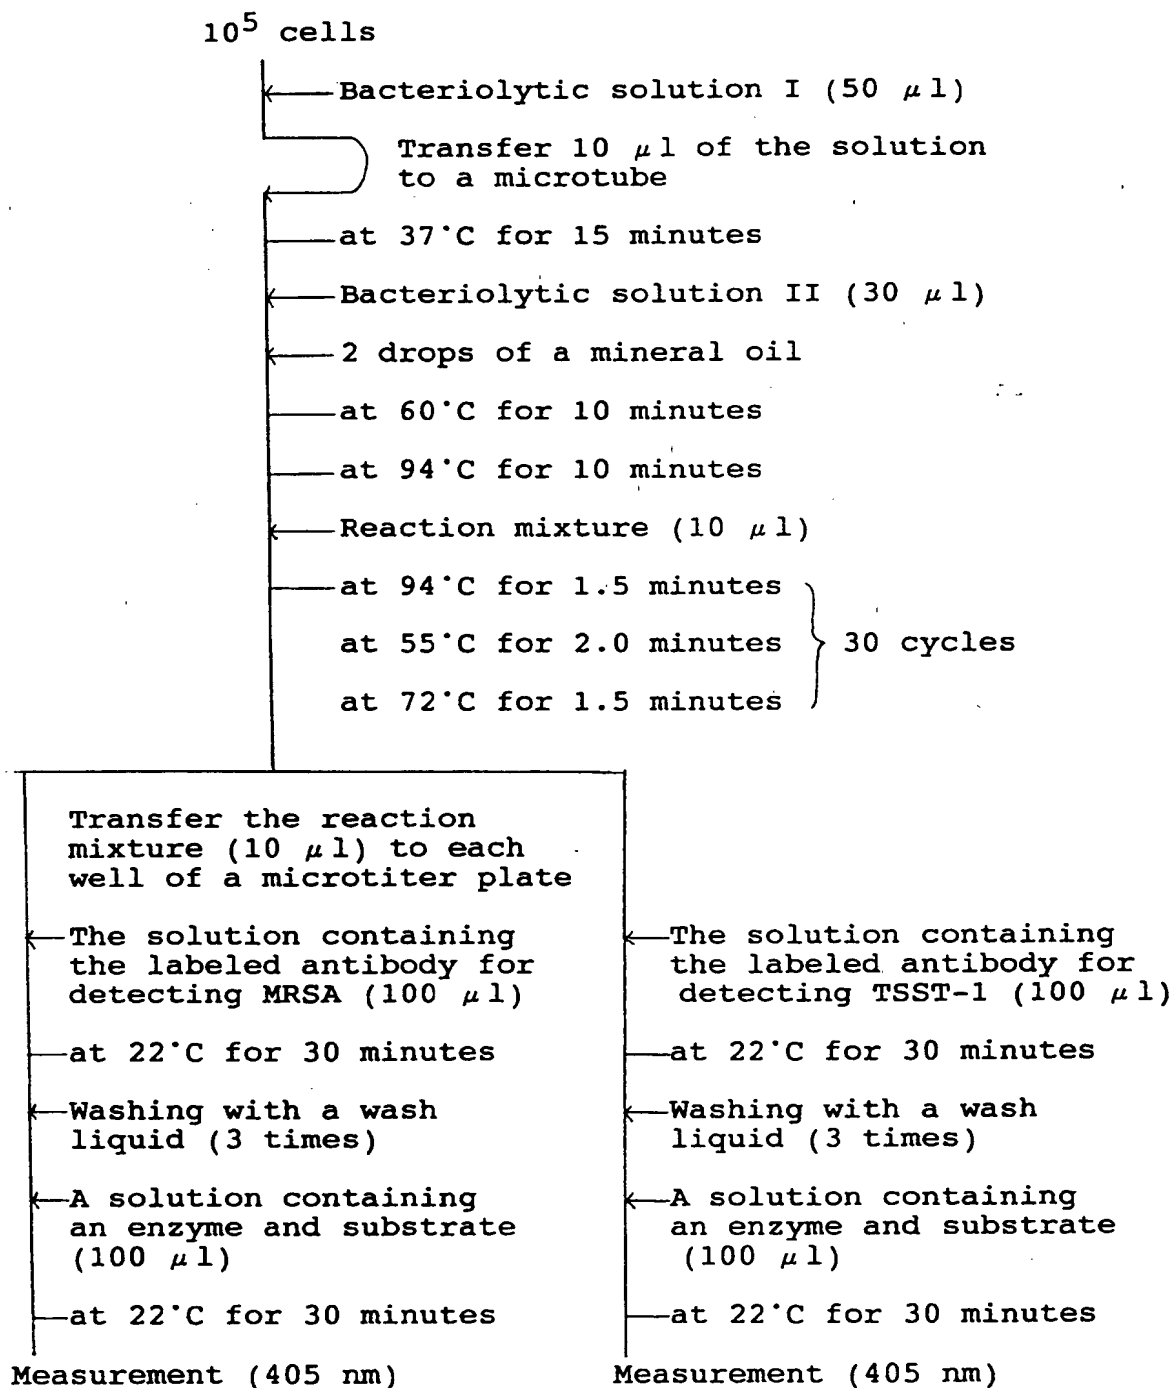 10⁵ cells
Bacteriolytic solution I (50 μl)
Transfer 10 μl of the solution
to a microtube
at 37°C for 15 minutes
Bacteriolytic solution II (30 μl)
2 drops of a mineral oil
at 60°C for 10 minutes
at 94°C for 10 minutes
Reaction mixture (10 μl)
at 94°C for 1.5 minutes
at 55°C for 2.0 minutes
30 cycles
at 72°C for 1.5 minutes
Transfer the reaction
mixture (10 μl) to each
well of a microtiter plate
The solution containing
the labeled antibody for
detecting MRSA (100 μl)
at 22°C for 30 minutes
Washing with a wash
liquid (3 times)
A solution containing
an enzyme and substrate
(100 μl)
at 22°C for 30 minutes
Measurement (405 nm)
The solution containing
the labeled antibody for
detecting TSST-1 (100 μl)
at 22°C for 30 minutes
Washing with a wash
liquid (3 times)
A solution containing
an enzyme and substrate
(100 μl)
at 22°C for 30 minutes
Measurement (405 nm)